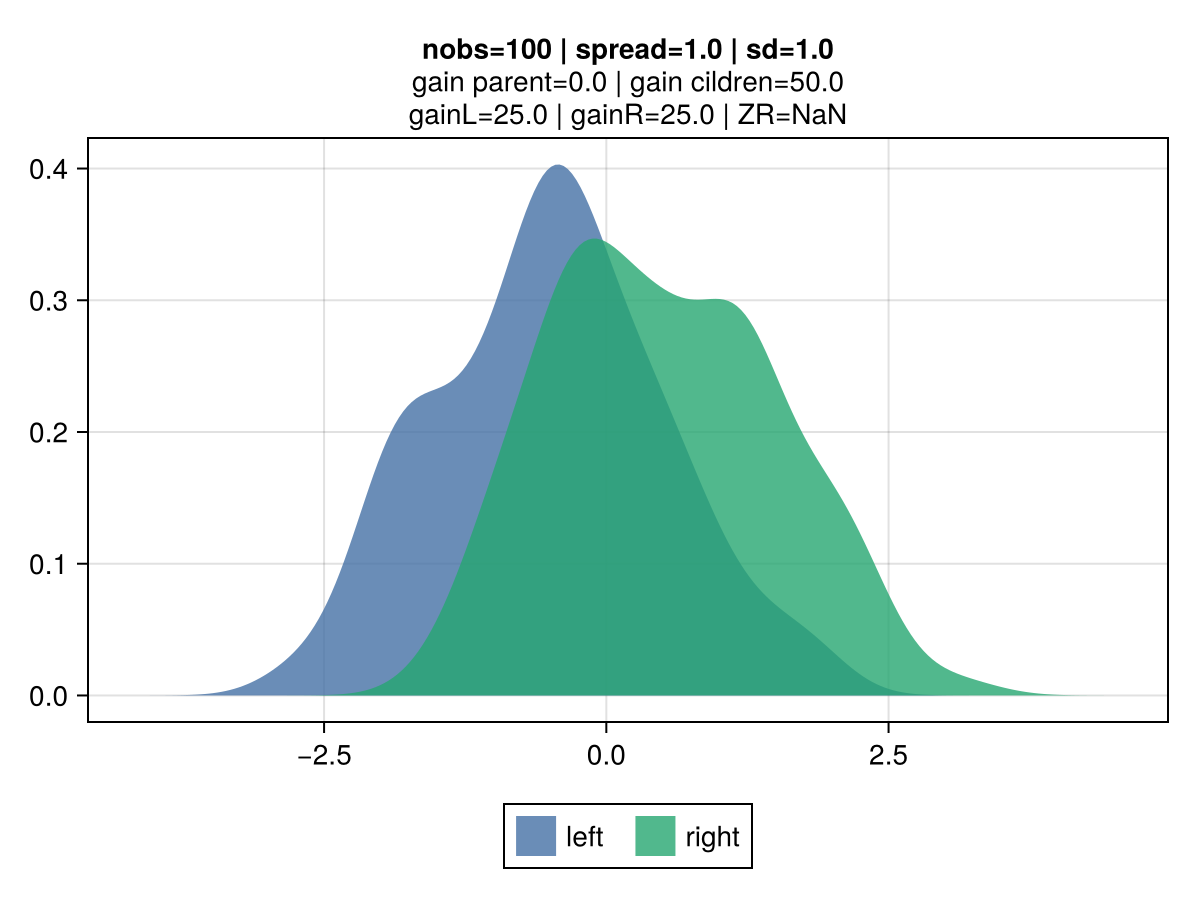 nobs=100 | spread=1.0 | sd=1.0
gain parent=0.0 | gain cildren=50.0
gainL=25.0 | gainR=25.0 | ZR=NaN
0.4
0.3
0.2
0.1
0.0
−2.5 0.0 2.5
left right